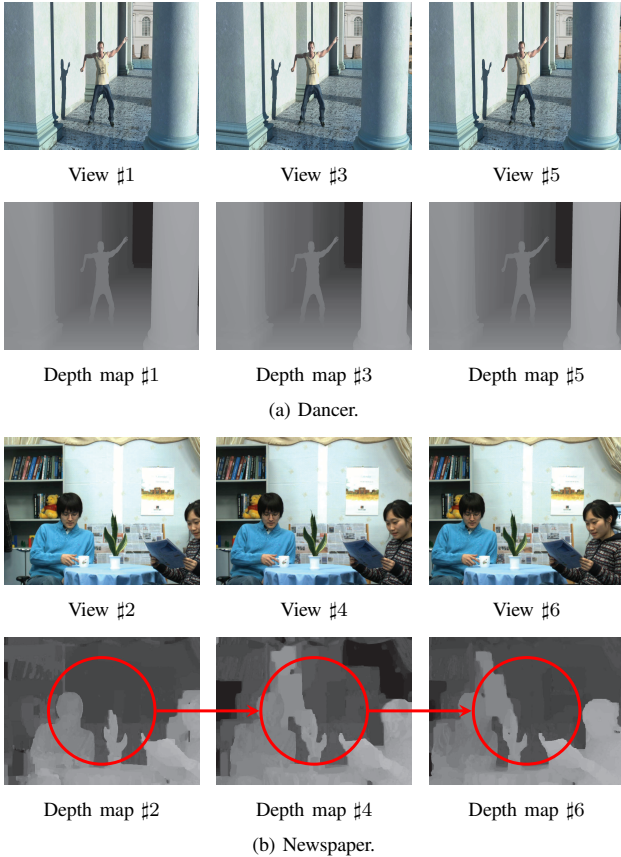 View ♯1 View ♯3 View ♯5
Depth map ♯1 Depth map ♯3 Depth map ♯5
(a) Dancer.
View ♯2 View ♯4 View ♯6
Depth map ♯2 Depth map ♯4 Depth map ♯6
(b) Newspaper.